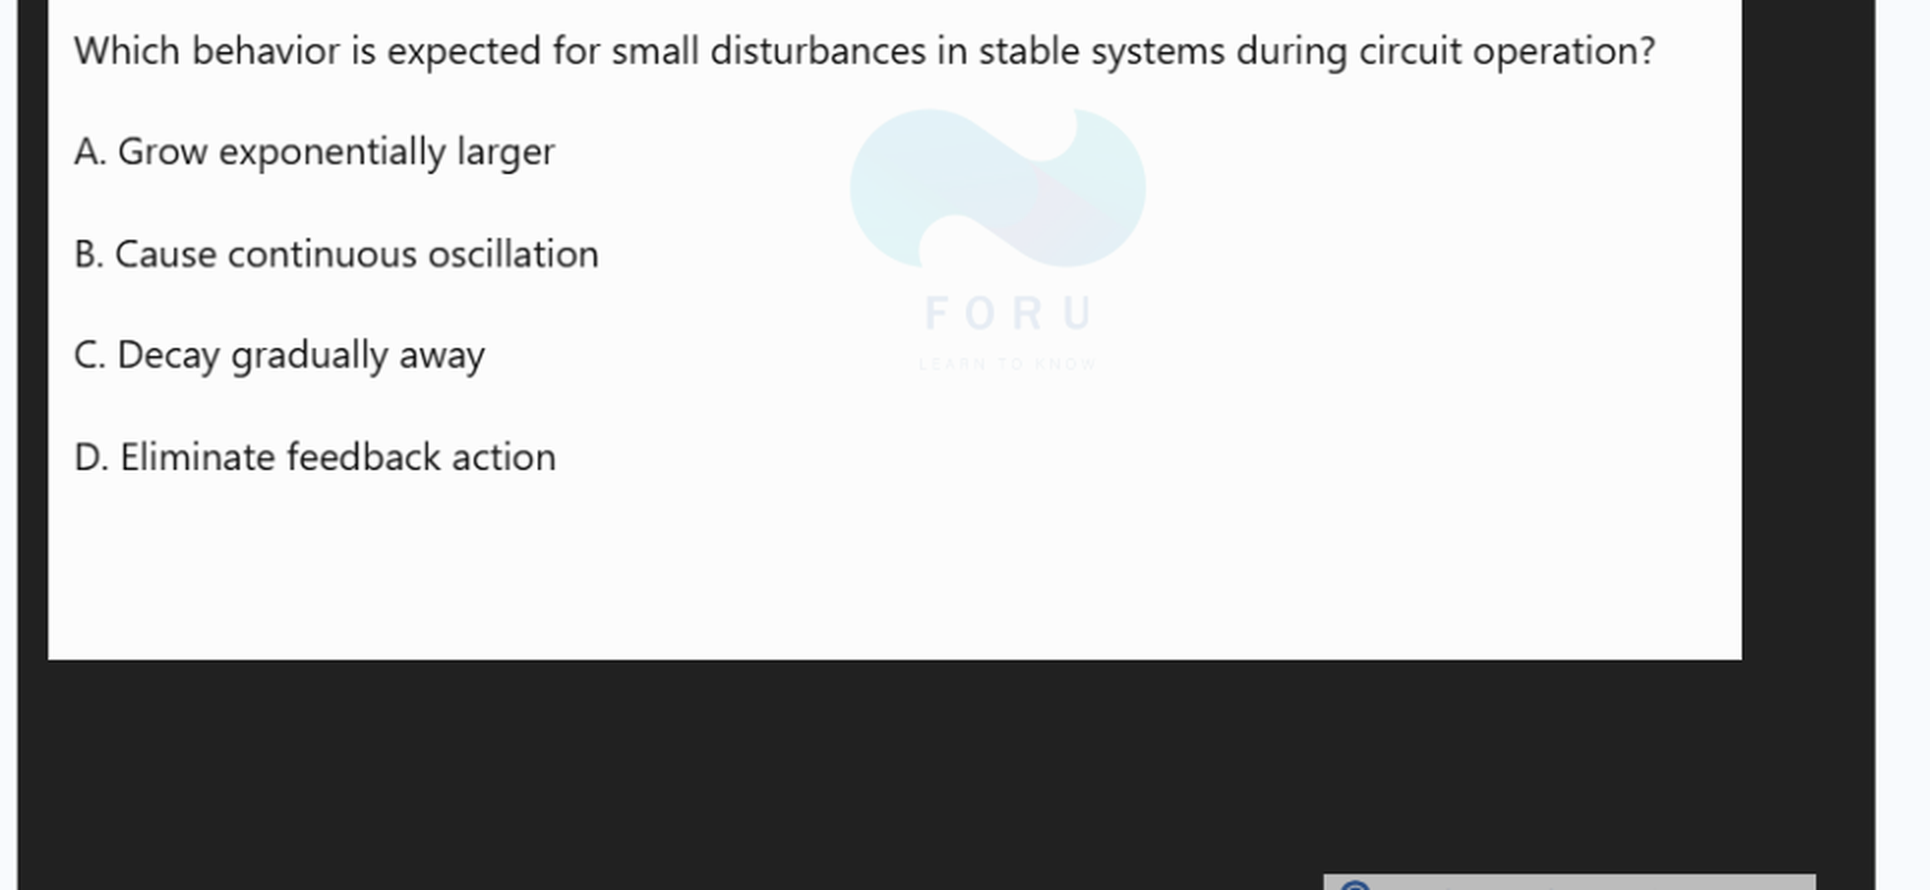 Which behavior is expected for small disturbances in stable systems during circuit operation?
A. Grow exponentially larger
B. Cause continuous oscillation
C. Decay gradually away
D. Eliminate feedback action
FORU
LEARN TO KNOW